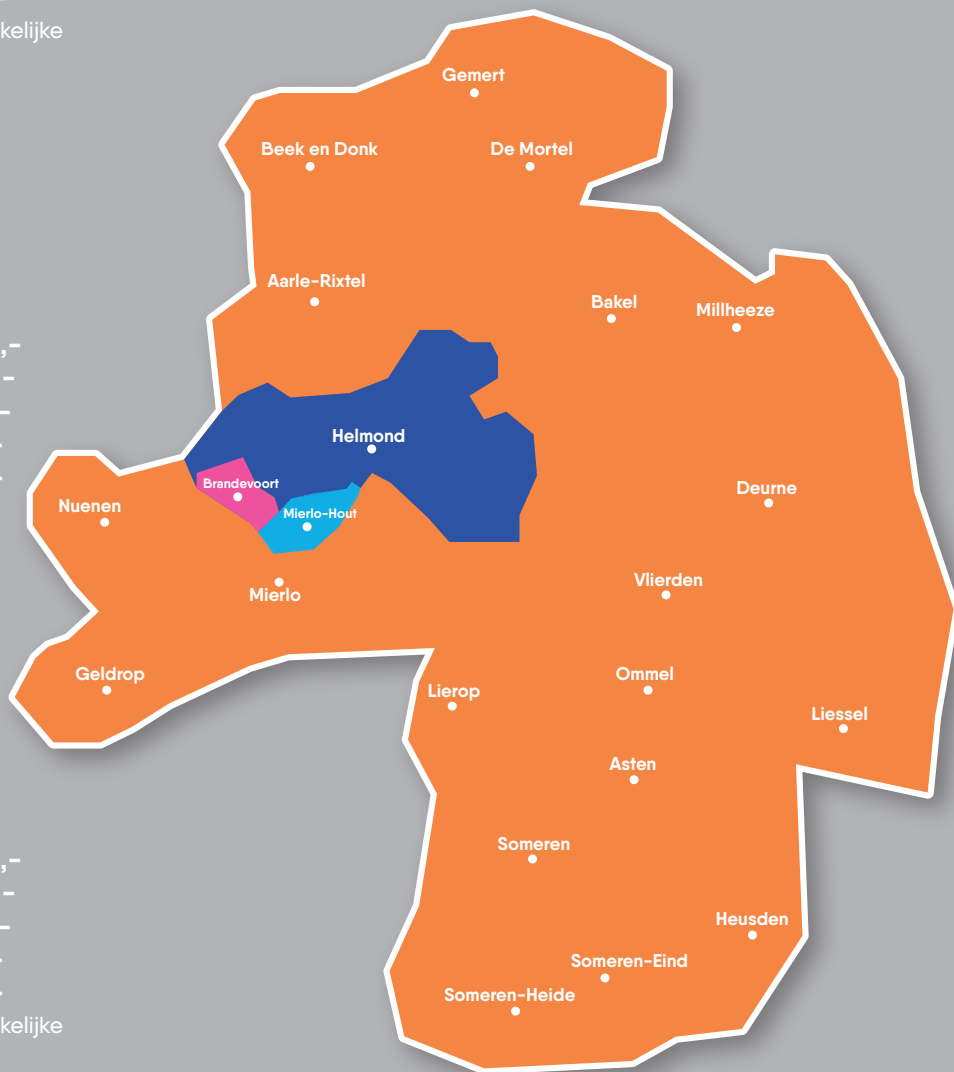 kelijke
Gemert
Beek en Donk
De Mortel
Aarle-Rixtel
Bakel
Millheeze
,-
-
Helmond
Brandevoort
Deurne
Nuenen
Mierlo-Hout
Vlierden
Mierlo
Geldrop
Ommel
Lierop
Liessel
Asten
Someren
,-
-
Heusden
Someren-Eind
Someren-Heide
kelijke